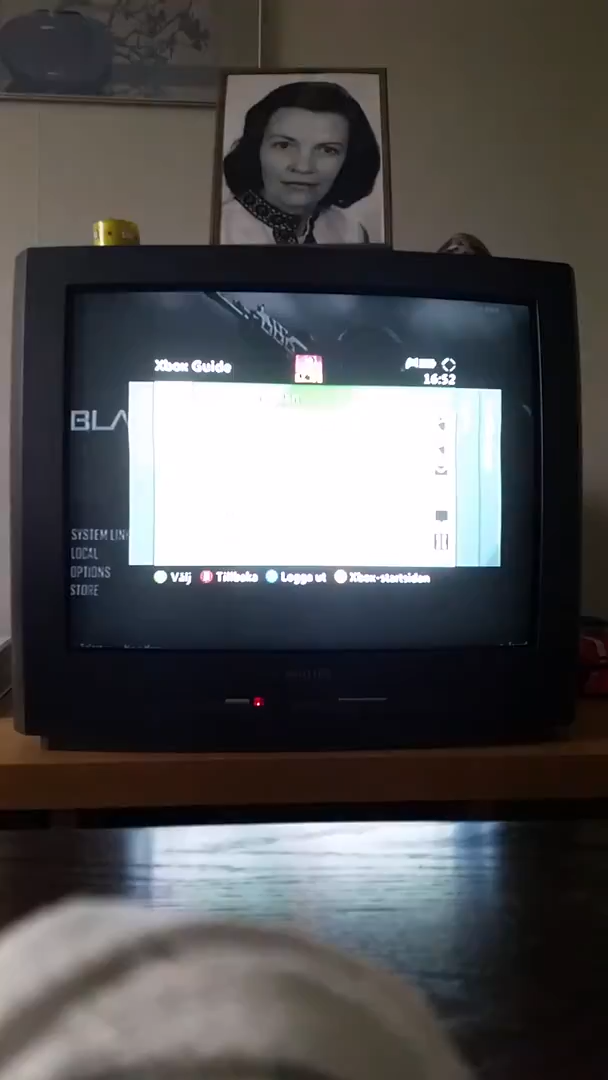 Xbox Guide
16:52
BLA
SYSTEM LINK
LOCAL
OPTIONS
STORE
Välj Tillbaka Logga ut Xbox-startsidan